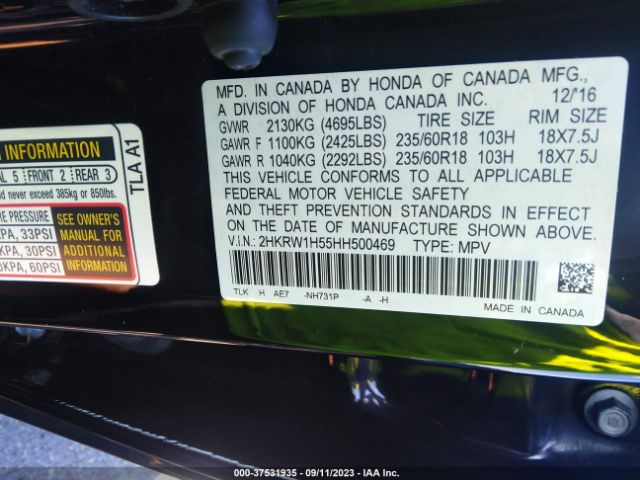 MFD. IN CANADA BY HONDA OF CANADA MFG.,
A DIVISION OF HONDA CANADA INC. 12/'16
GVWR 2130KG (4695LBS) TIRE SIZE RIM SIZE
GAWR F 1100KG (2425LBS) 235/60R18 103H 18X7.5J
GAWR R 1040KG (2292LBS) 235/60R18 103H 18X7.5J
THIS VEHICLE CONFORMS TO ALL APPLICABLE
FEDERAL MOTOR VEHICLE SAFETY
AND THEFT PREVENTION STANDARDS IN EFFECT
ON THE DATE OF MANUFACTURE SHOWN ABOVE.
V.I.N.: 2HKRW1H55HH500469 TYPE: MPV
TLK H AE7 -NH731P -A -H
MADE IN CANADA
INFORMATION
5 FRONT 2 REAR 3
never exceed 385kg or 850lbs.
PRESSURE
KPA, 33PSI
KPA, 30PSI
KPA, 60PSI
SEE OWNER'S
MANUAL FOR
ADDITIONAL
INFORMATION
TLA A1
000-37531935 - 09/11/2023 - IAA Inc.